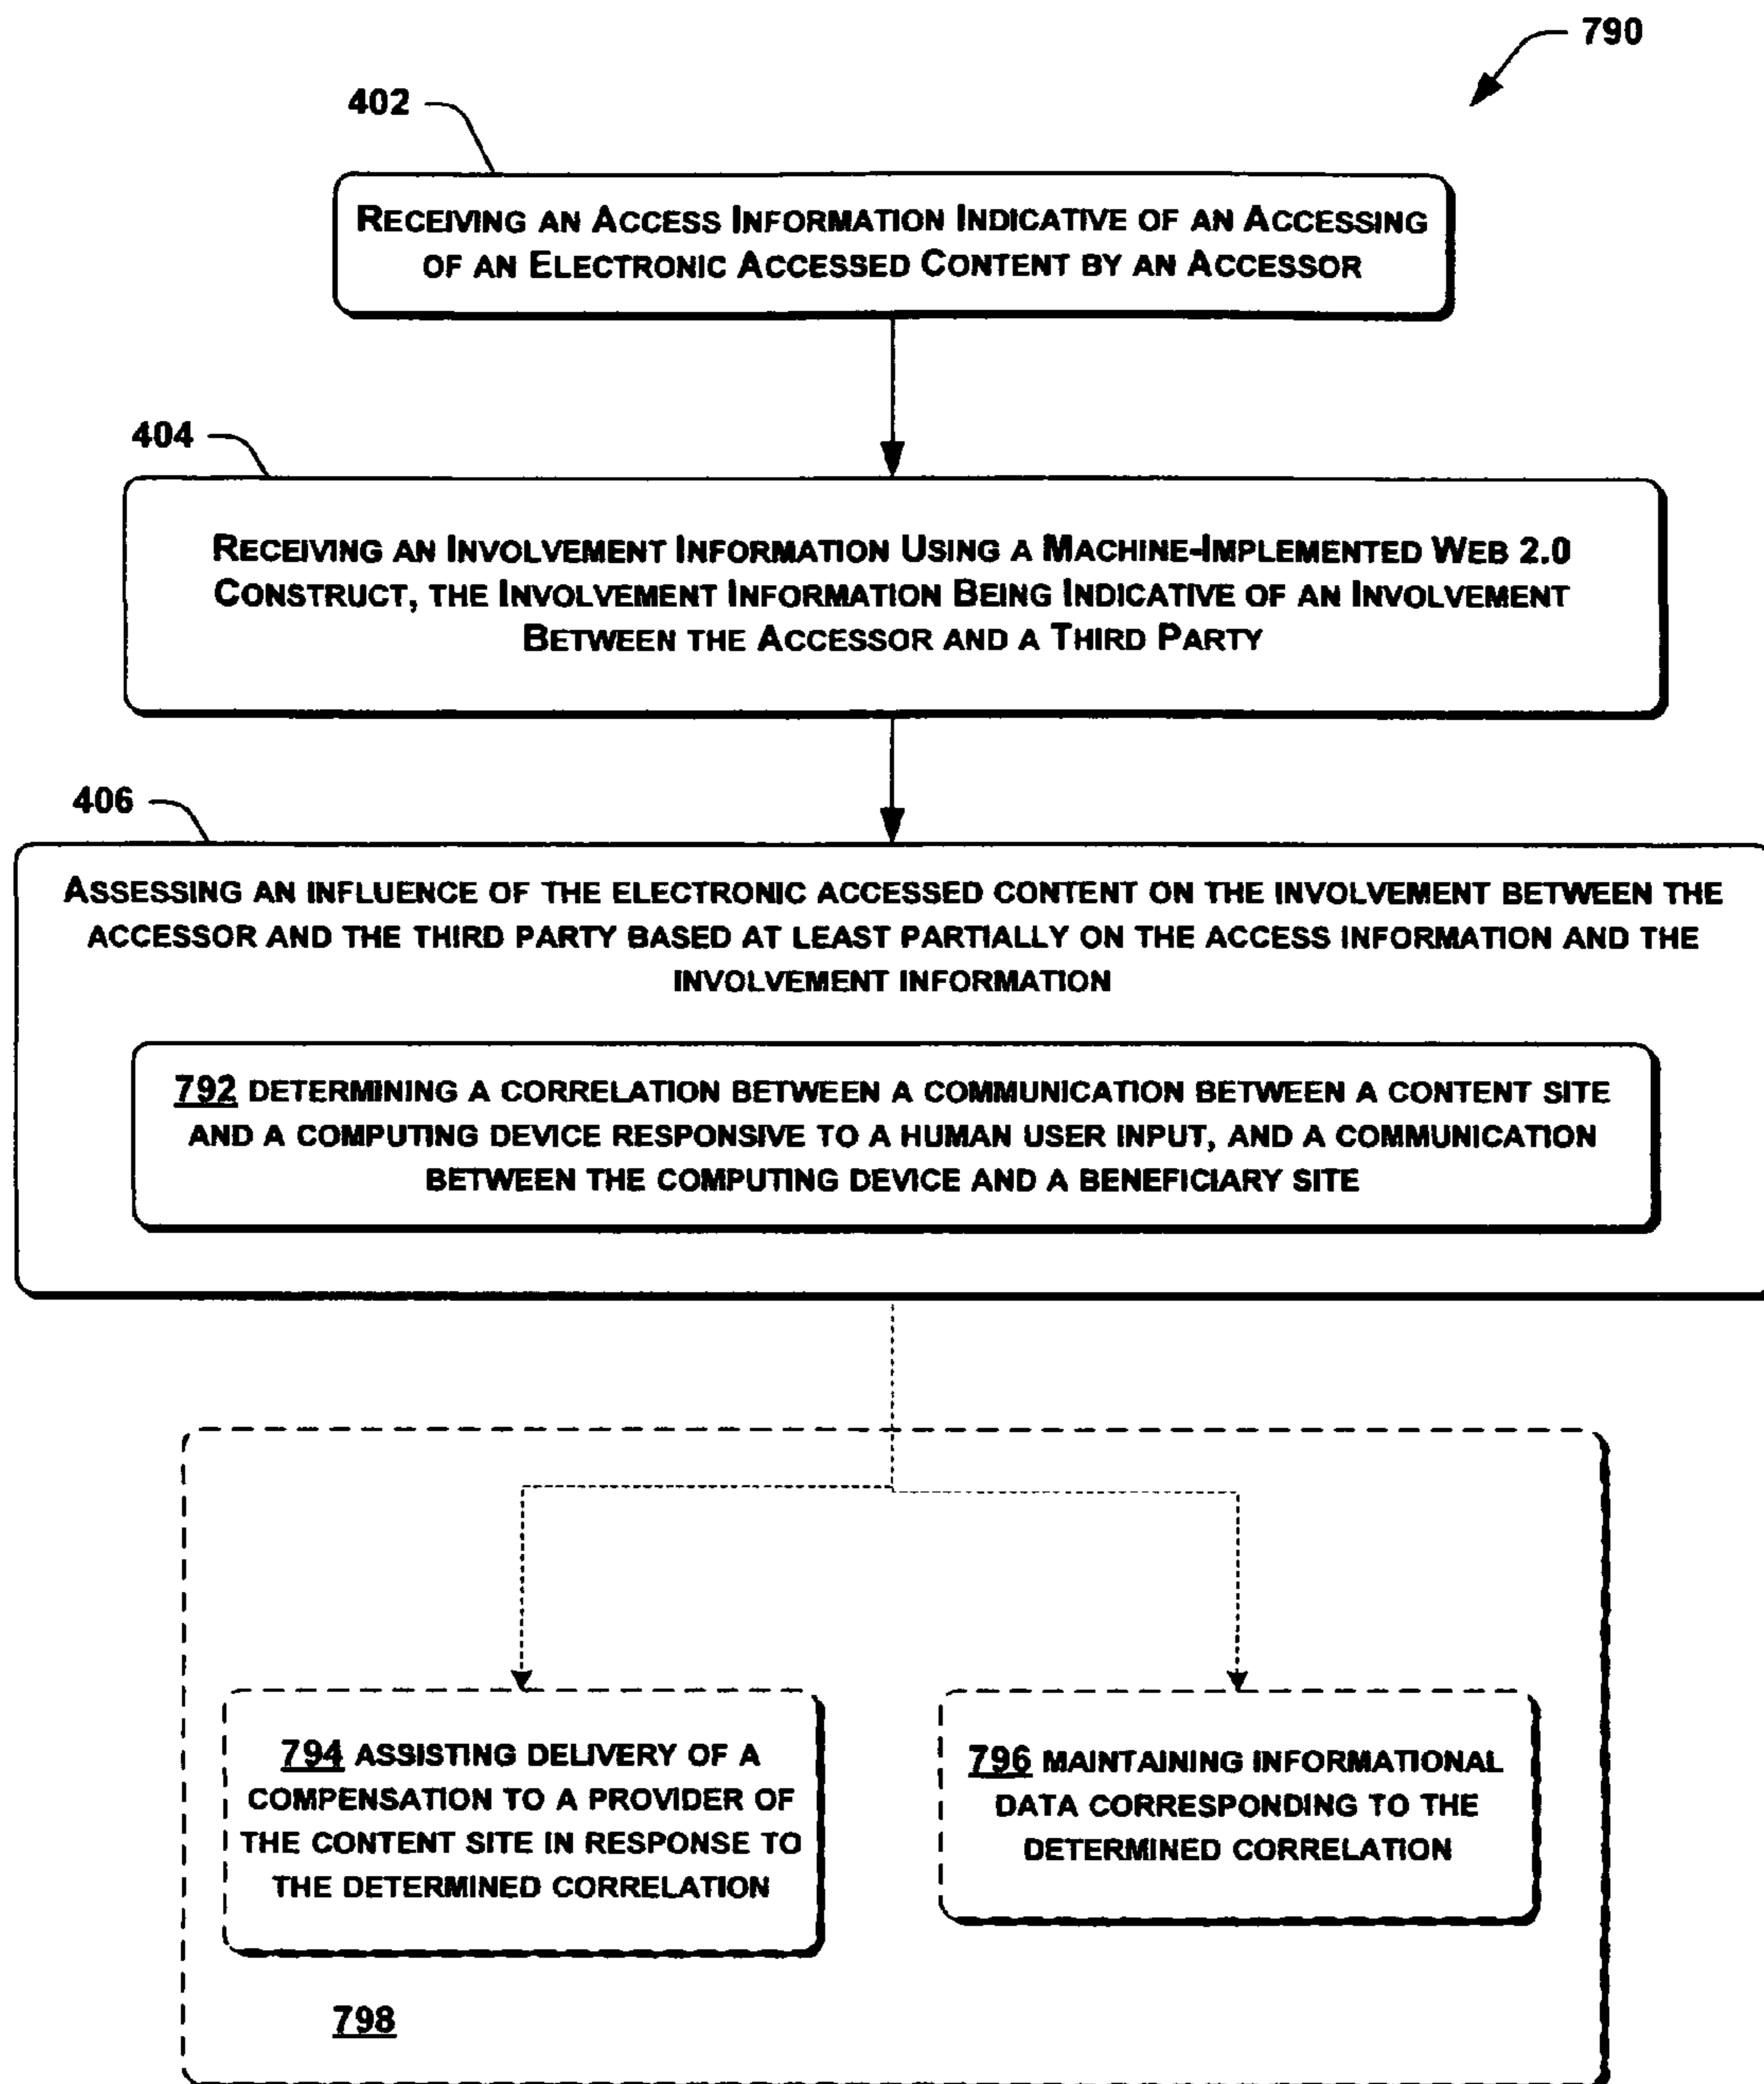 790
402
RECEIVING AN ACCESS INFORMATION INDICATIVE OF AN ACCESSING
OF AN ELECTRONIC ACCESSED CONTENT BY AN ACCESSOR
404
RECEIVING AN INVOLVEMENT INFORMATION USING A MACHINE-IMPLEMENTED WEB 2.0
CONSTRUCT, THE INVOLVEMENT INFORMATION BEING INDICATIVE OF AN INVOLVEMENT
BETWEEN THE ACCESSOR AND A THIRD PARTY
406
ASSESSING AN INFLUENCE OF THE ELECTRONIC ACCESSED CONTENT ON THE INVOLVEMENT BETWEEN THE
ACCESSOR AND THE THIRD PARTY BASED AT LEAST PARTIALLY ON THE ACCESS INFORMATION AND THE
INVOLVEMENT INFORMATION
792 DETERMINING A CORRELATION BETWEEN A COMMUNICATION BETWEEN A CONTENT SITE
AND A COMPUTING DEVICE RESPONSIVE TO A HUMAN USER INPUT, AND A COMMUNICATION
BETWEEN THE COMPUTING DEVICE AND A BENEFICIARY SITE
794 ASSISTING DELIVERY OF A
COMPENSATION TO A PROVIDER OF
THE CONTENT SITE IN RESPONSE TO
THE DETERMINED CORRELATION
796 MAINTAINING INFORMATIONAL
DATA CORRESPONDING TO THE
DETERMINED CORRELATION
798